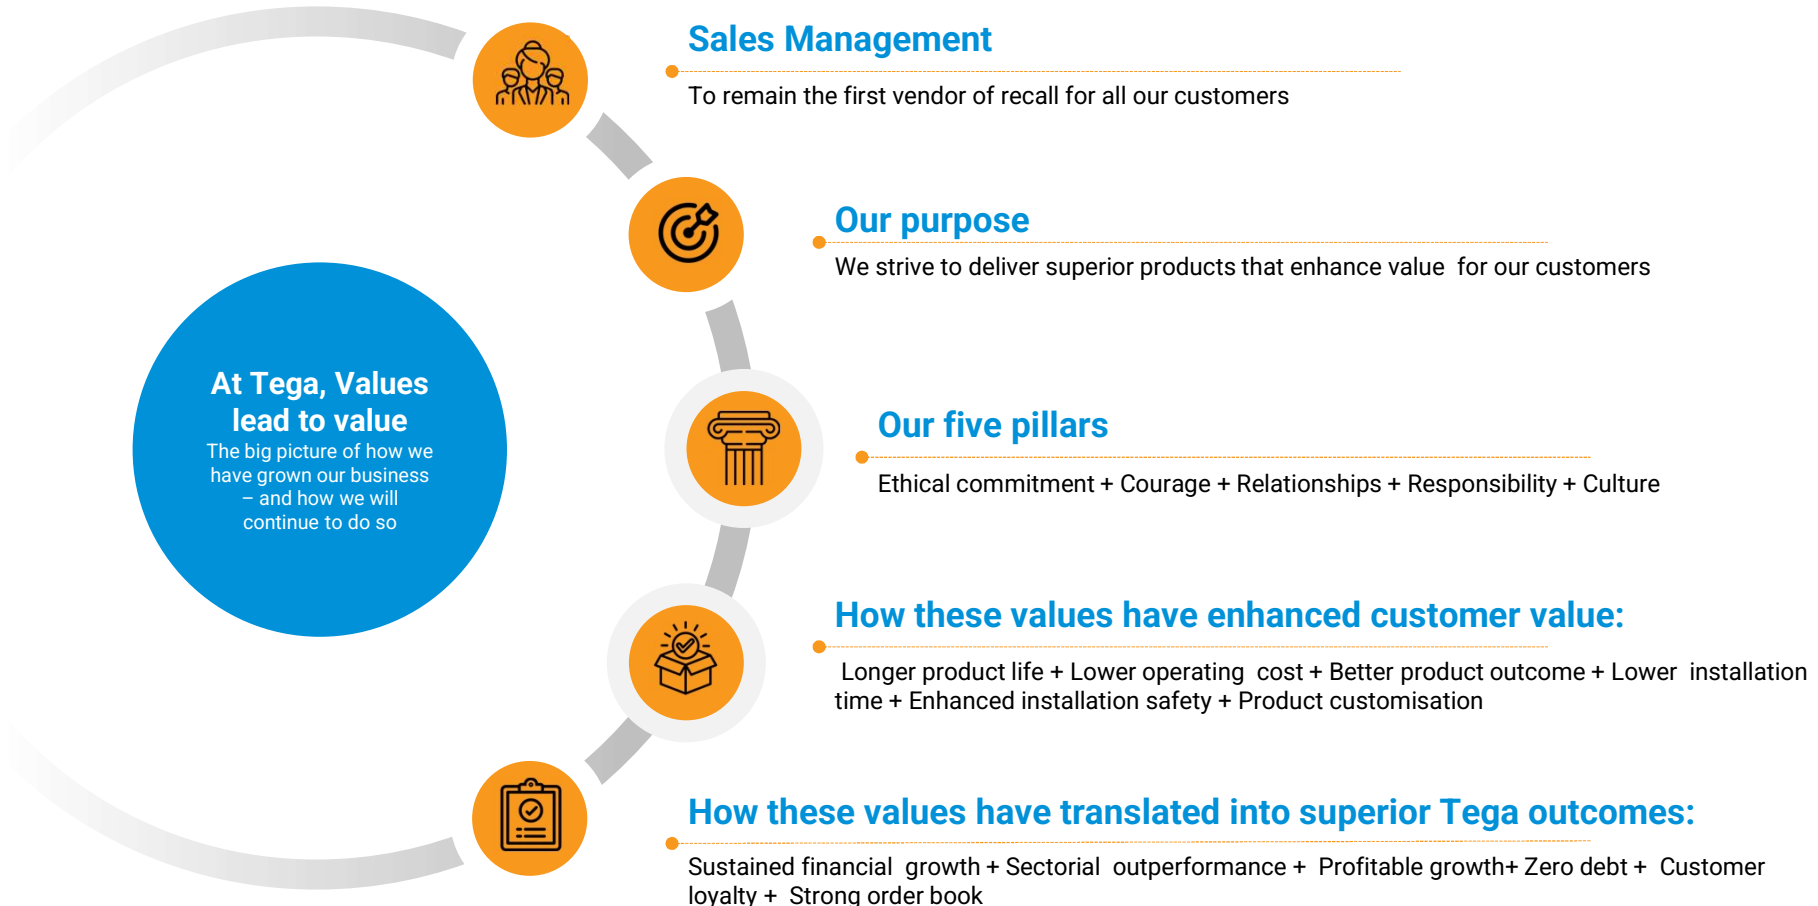 Sales Management
To remain the first vendor of recall for all our customers
Our purpose
We strive to deliver superior products that enhance value for our customers
At Tega, Values
lead to value
The big picture of how we
have grown our business
– and how we will
continue to do so
Our five pillars
Ethical commitment + Courage + Relationships + Responsibility + Culture
How these values have enhanced customer value:
Longer product life + Lower operating cost + Better product outcome + Lower installation
time + Enhanced installation safety + Product customisation
How these values have translated into superior Tega outcomes:
Sustained financial growth + Sectorial outperformance + Profitable growth+ Zero debt + Customer
loyalty + Strong order book